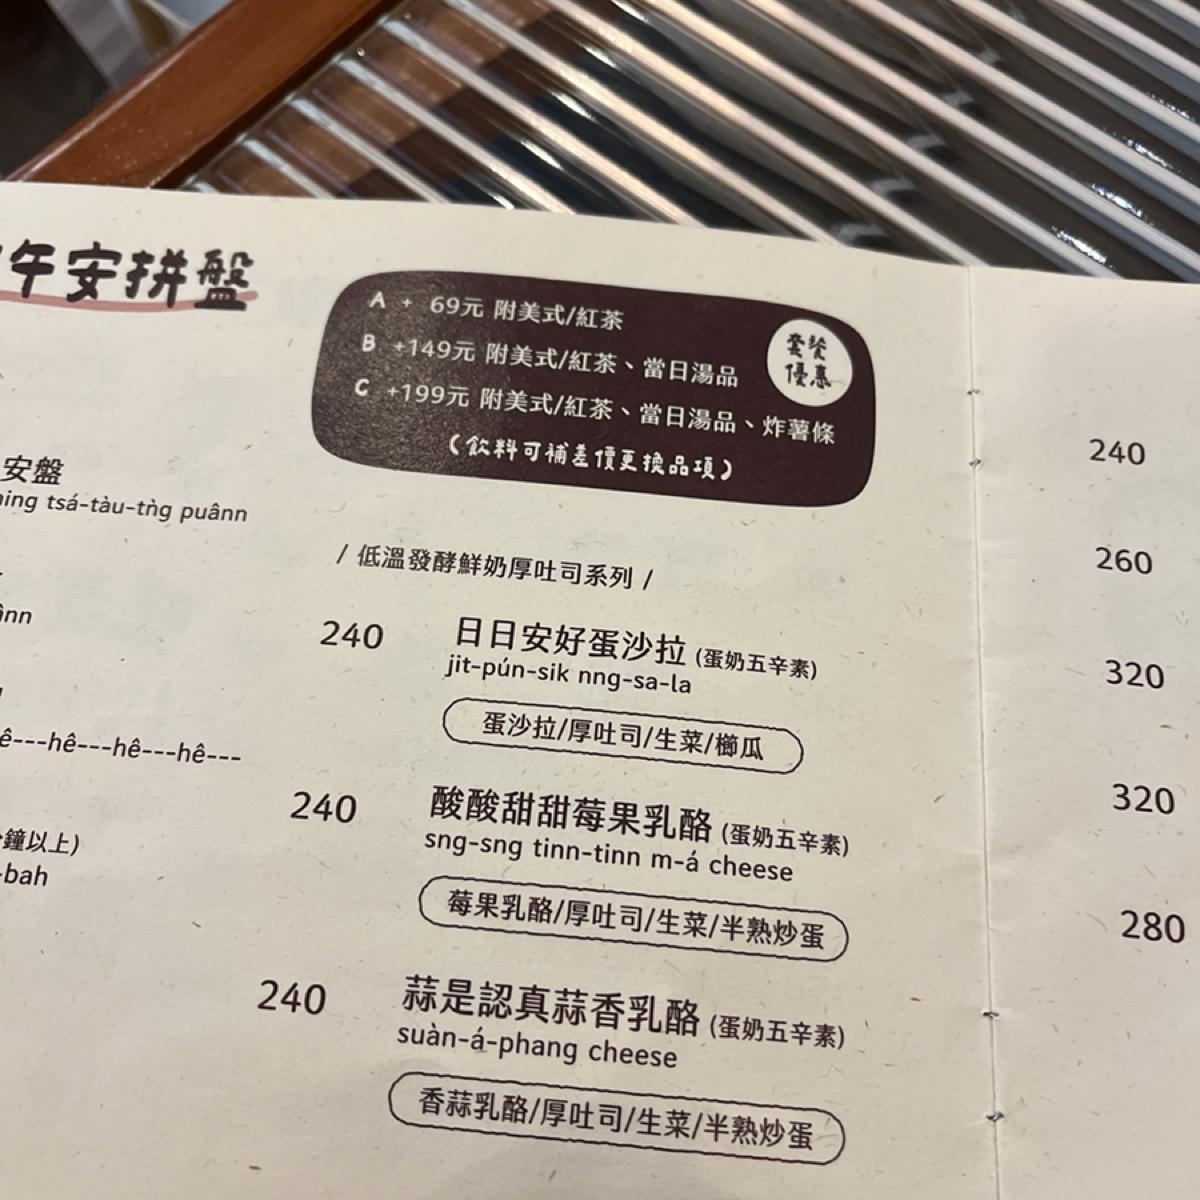 午安拼盤
A + 69元 附美式/紅茶
B +149元 附美式/紅茶、當日湯品
C +199元 附美式/紅茶、當日湯品、炸薯條
(飲料可補差價更換品項)
套餐
優惠
安盤
tsá-tàu-tǹg puânn
hê---hê---hê---
鐘以上)
-bah
/ 低溫發酵鮮奶厚吐司系列 /
240 日日安好蛋沙拉 (蛋奶五辛素)
jit-pún-sik nng-sa-la
蛋沙拉/厚吐司/生菜/櫛瓜
240 酸酸甜甜莓果乳酪 (蛋奶五辛素)
sng-sng tinn-tinn m-á cheese
莓果乳酪/厚吐司/生菜/半熟炒蛋
240 蒜是認真蒜香乳酪 (蛋奶五辛素)
suàn-á-phang cheese
香蒜乳酪/厚吐司/生菜/半熟炒蛋
240
260
320
320
280